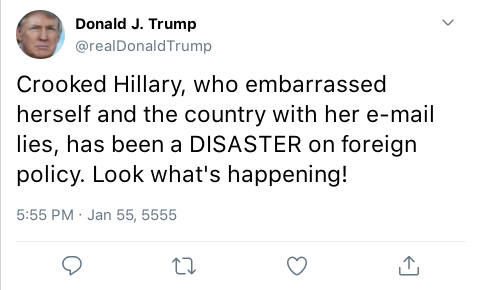 Donald J. Trump
@realDonaldTrump
Crooked Hillary, who embarrassed
herself and the country with her e-mail
lies, has been a DISASTER on foreign
policy. Look what's happening!
5:55 PM · Jan 55, 5555